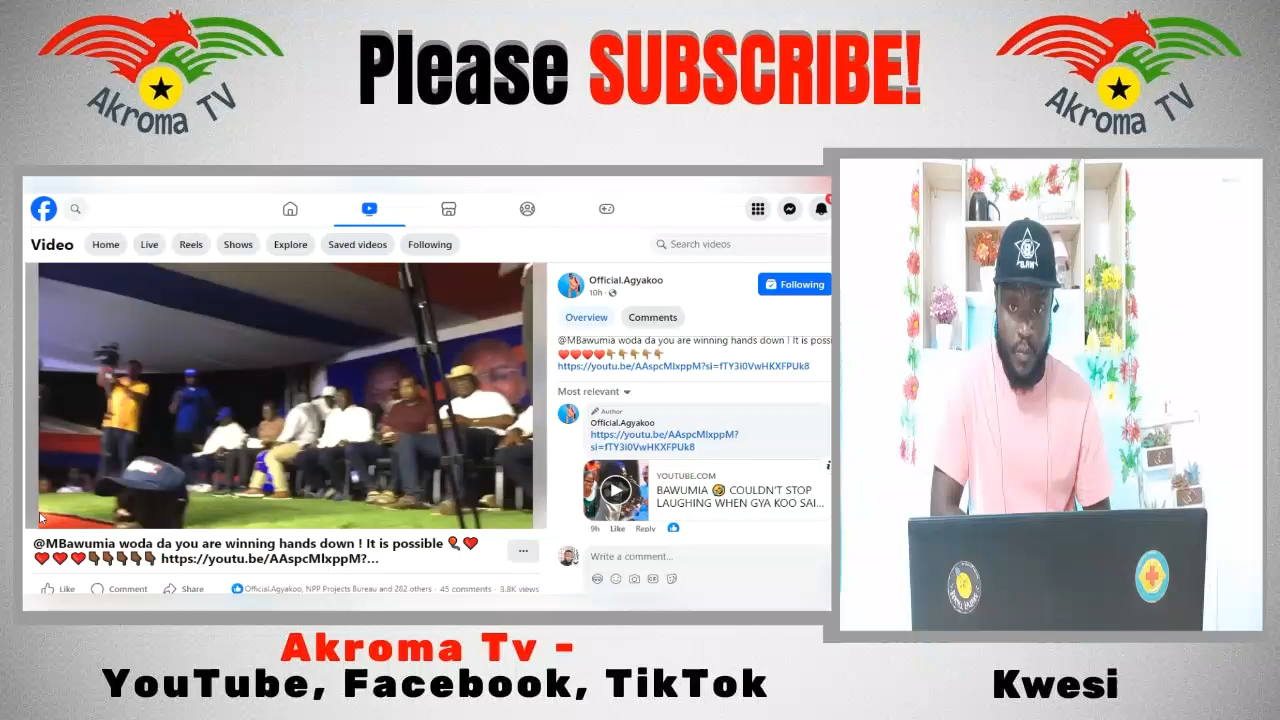 Akroma TV
Please SUBSCRIBE!
Akroma TV
Video
Home
Live
Reels
Shows
Explore
Saved videos
Following
Search videos
Official.Agyakoo
10h
Following
Overview
Comments
@MBawumia woda da you are winning hands down ! It is possi
https://youtu.be/AAspcMlxppM?si=fTY3i0VwHKXFPUk8
Most relevant
Author
Official.Agyakoo
https://youtu.be/AAspcMlxppM?
si=fTY3i0VwHKXFPUk8
YOUTUBE.COM
BAWUMIA 🤣 COULDN'T STOP
LAUGHING WHEN GYA KOO SAI...
9h Like Reply
Write a comment...
@MBawumia woda da you are winning hands down ! It is possible
https://youtu.be/AAspcMlxppM?...
Like
Comment
Share
Official.Agyakoo, NPP Projects Bureau and 282 others · 45 comments · 3.8K views
Akroma Tv -
YouTube, Facebook, TikTok
Kwesi